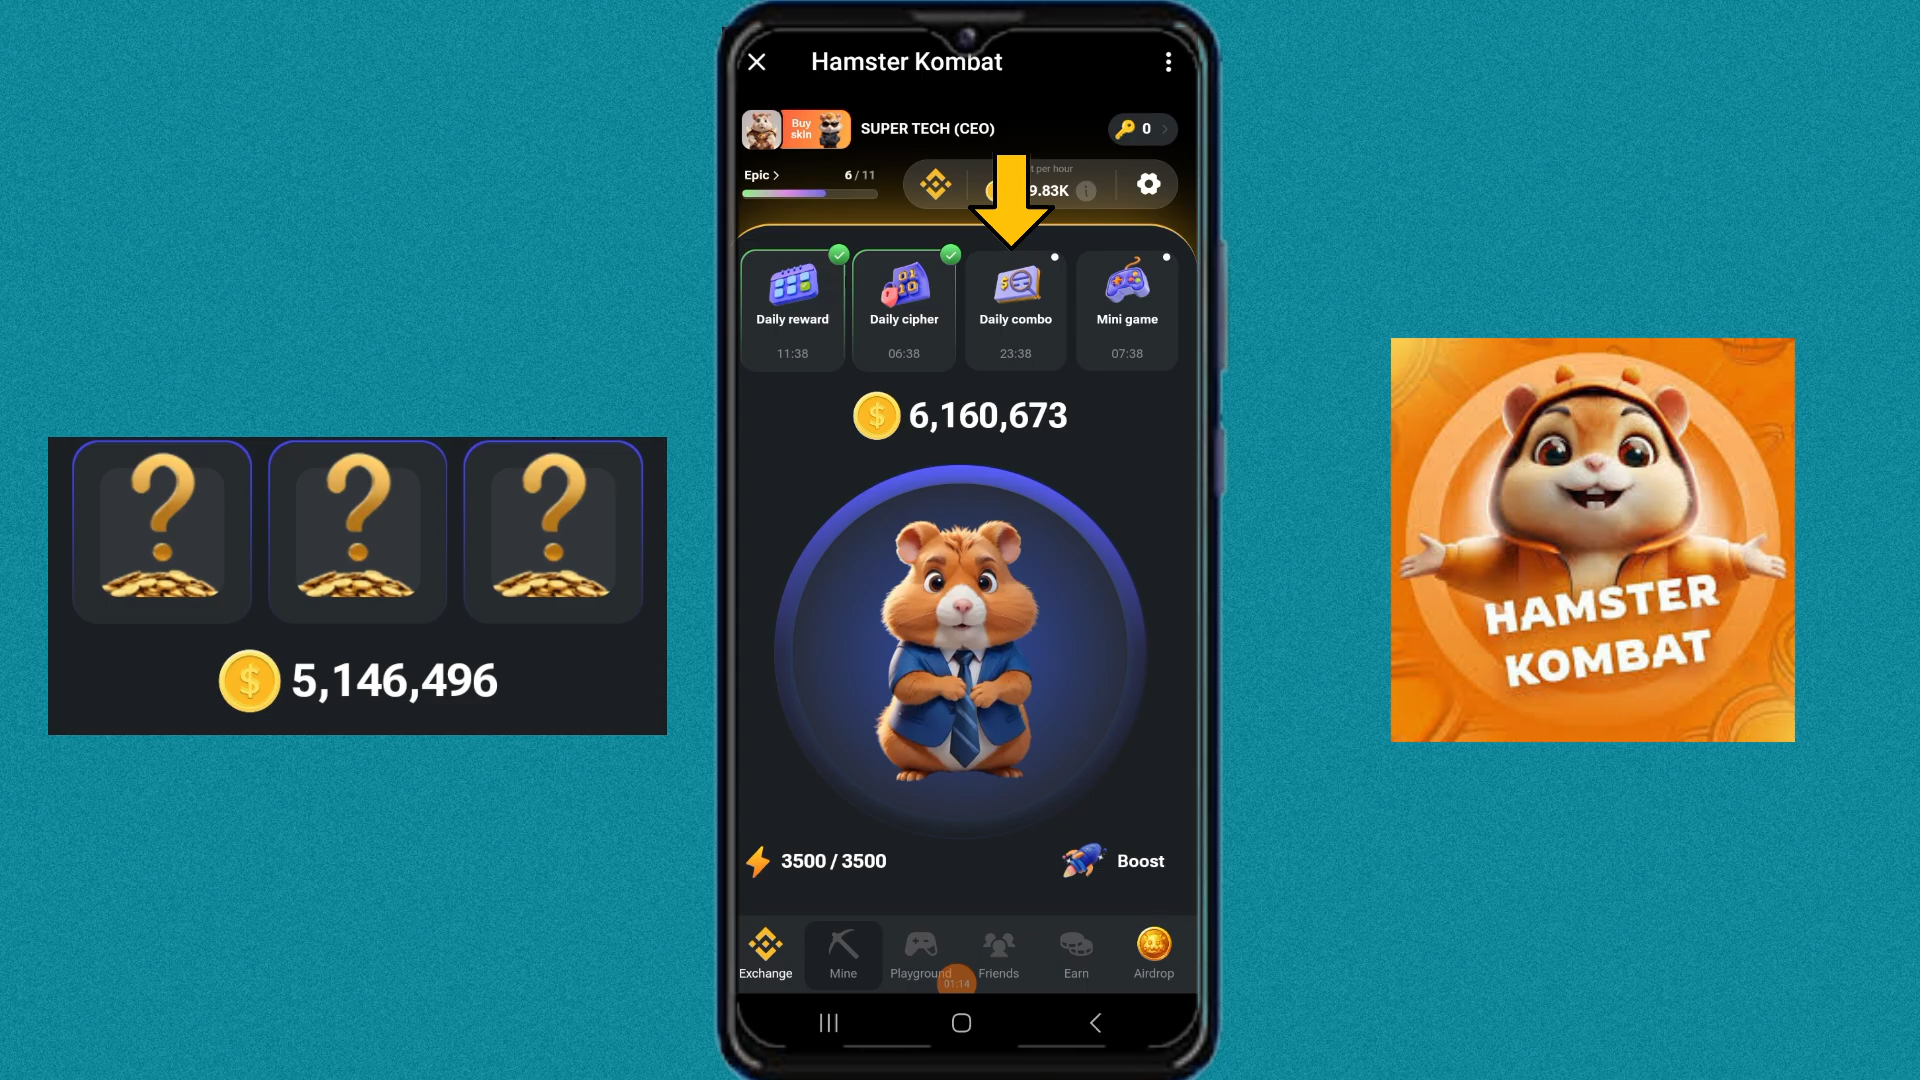 Hamster Kombat
Buy
skin
SUPER TECH (CEO)
0
Epic >
6 / 11
per hour
9.83K
Daily reward
11:38
Daily cipher
06:38
Daily combo
23:38
Mini game
07:38
6,160,673
5,146,496
HAMSTER
KOMBAT
3500 / 3500
Boost
Exchange
Mine
Playground
Friends
Earn
Airdrop
01:14